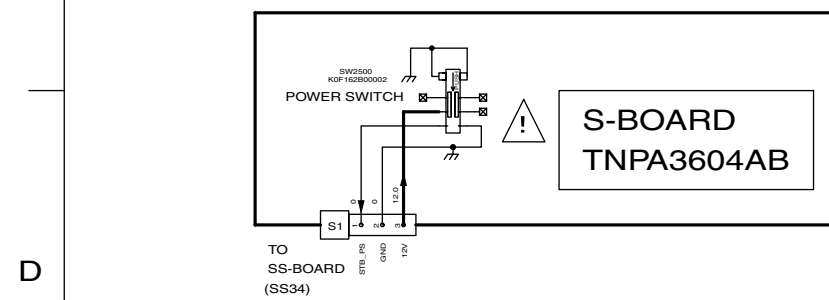 SW2500
K0F162B00002
POWER SWITCH
PUSH
!
S-BOARD
TNPA3604AB
0
0
12.0
S1
1
2
3
STB_PS
GND
12V
TO
SS-BOARD
(SS34)
D